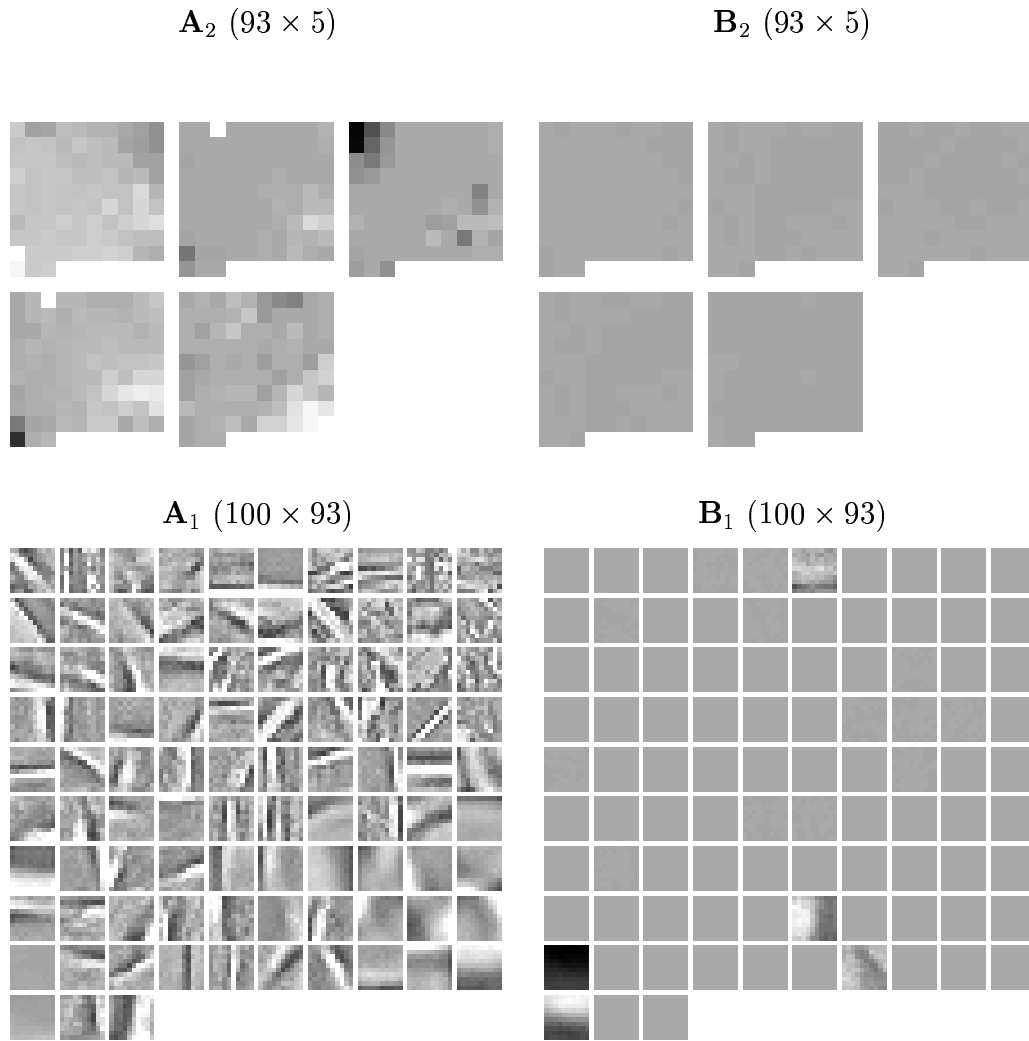 A₂ (93 × 5)
B₂ (93 × 5)
A₁ (100 × 93)
B₁ (100 × 93)